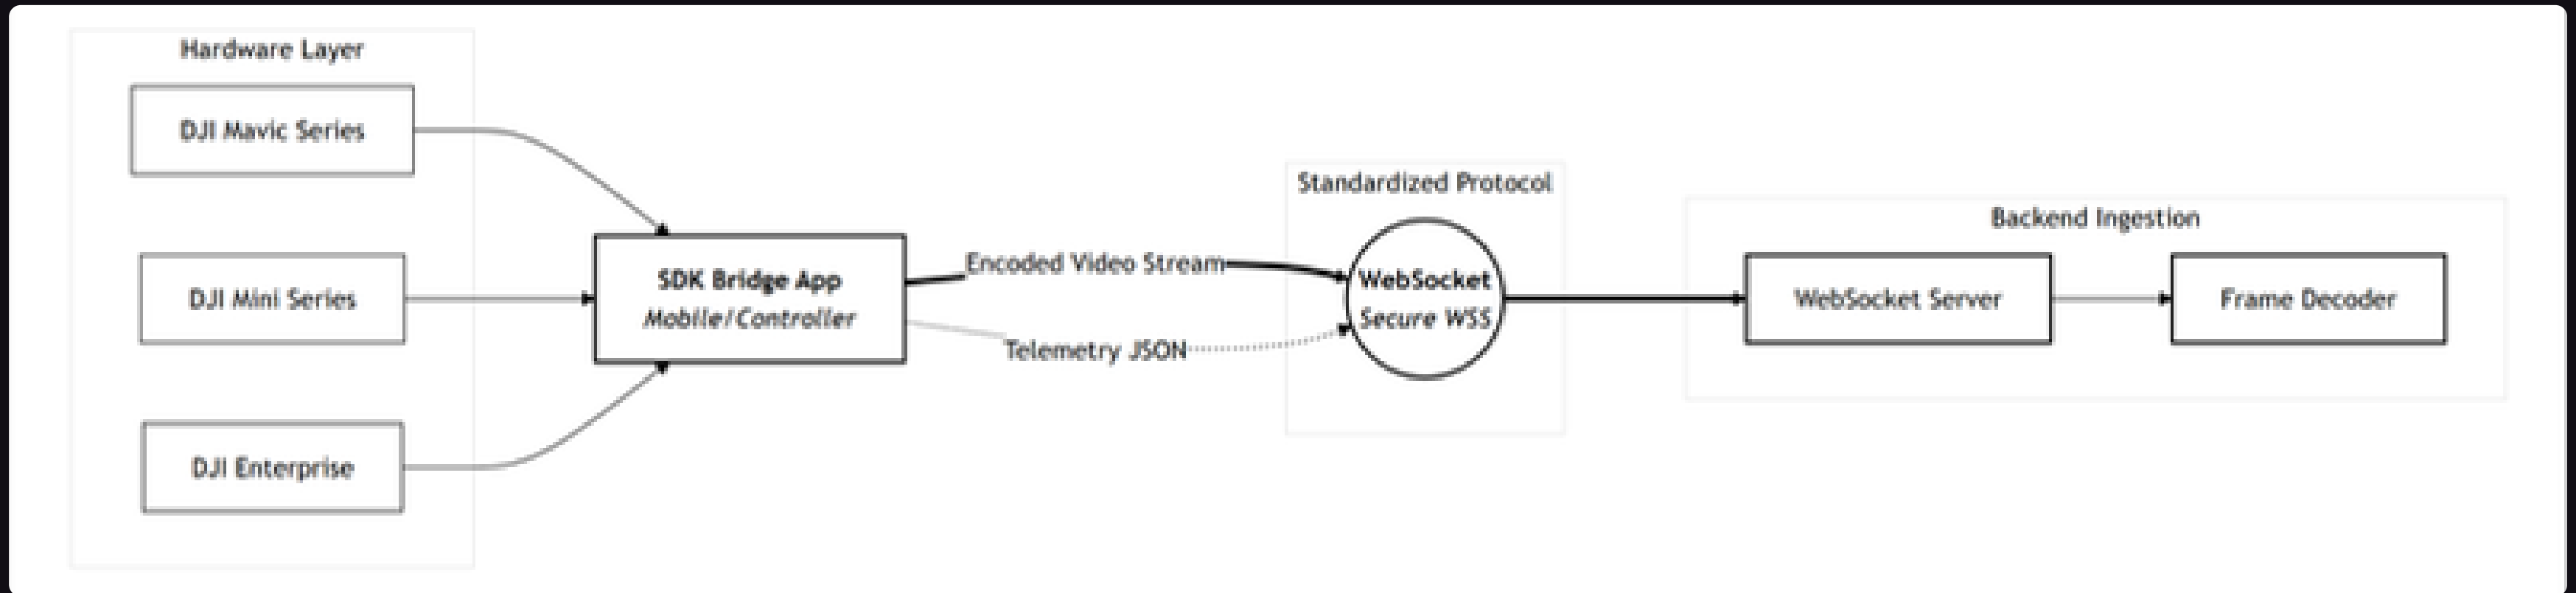 Hardware Layer
DJI Mavic Series
DJI Mini Series
DJI Enterprise
SDK Bridge App
Mobile/Controller
Encoded Video Stream
Telemetry JSON
Standardized Protocol
WebSocket
Secure WSS
Backend Ingestion
WebSocket Server
Frame Decoder